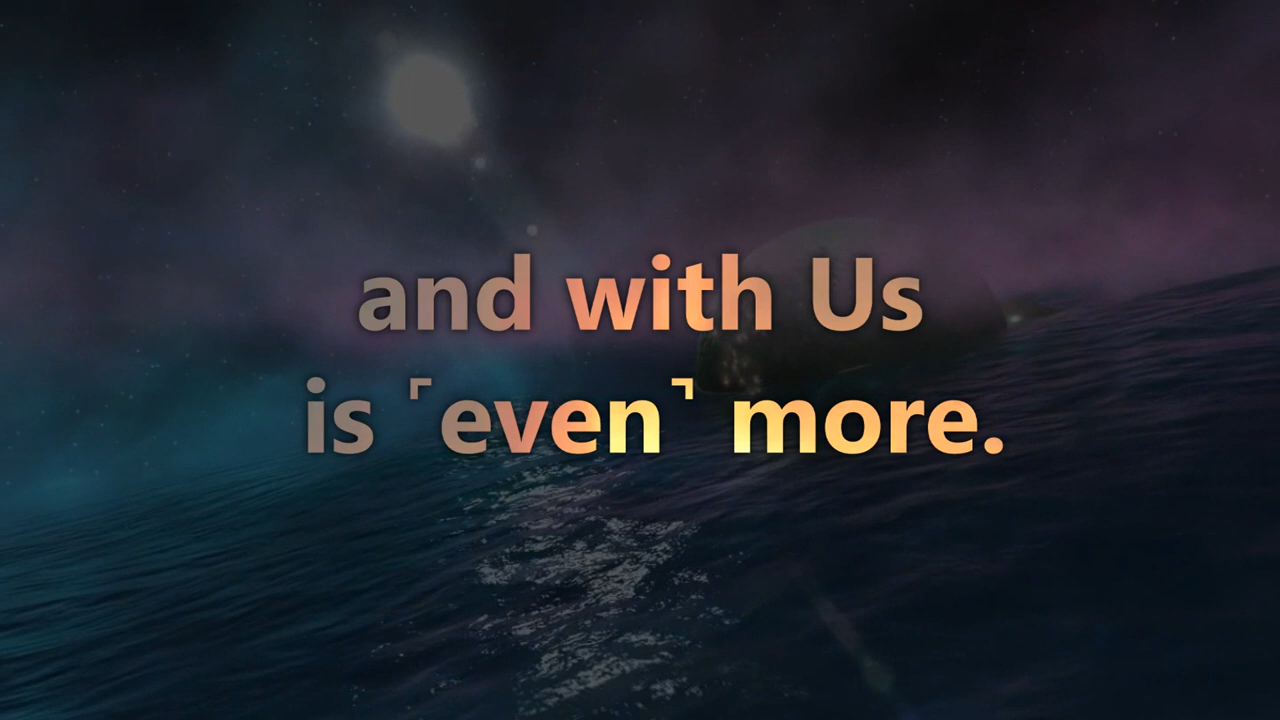 and with Us
is ⸢even⸣ more.